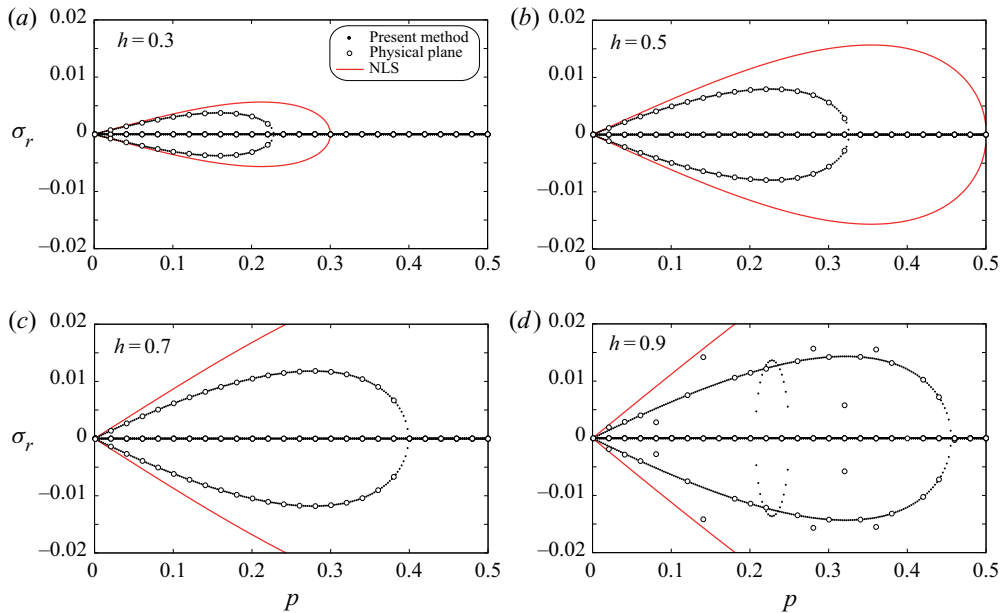 (a) (b)
h = 0.3 h = 0.5
Present method
Physical plane
NLS
0.02 0.02
0.01 0.01
σr 0 0
−0.01 −0.01
−0.02 −0.02
0 0.1 0.2 0.3 0.4 0.5 0 0.1 0.2 0.3 0.4 0.5
(c) (d)
h = 0.7 h = 0.9
0.02 0.02
0.01 0.01
σr 0 0
−0.01 −0.01
−0.02 −0.02
0 0.1 0.2 0.3 0.4 0.5 0 0.1 0.2 0.3 0.4 0.5
p p